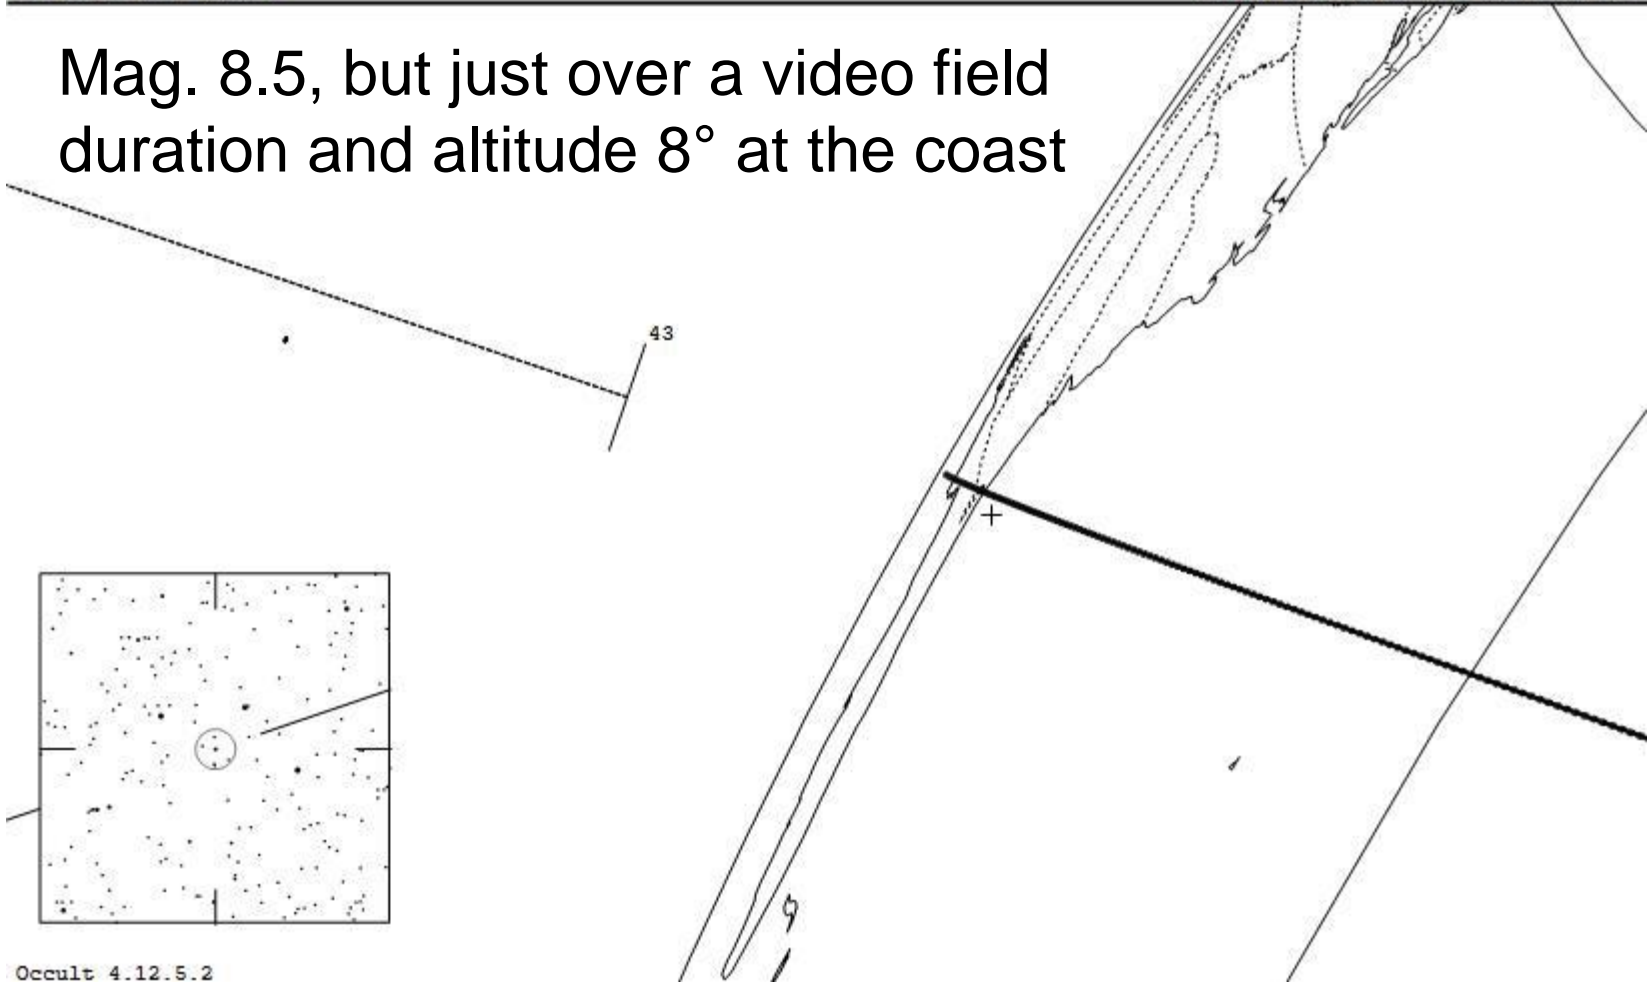 Mag. 8.5, but just over a video field
duration and altitude 8° at the coast
43
Occult 4.12.5.2